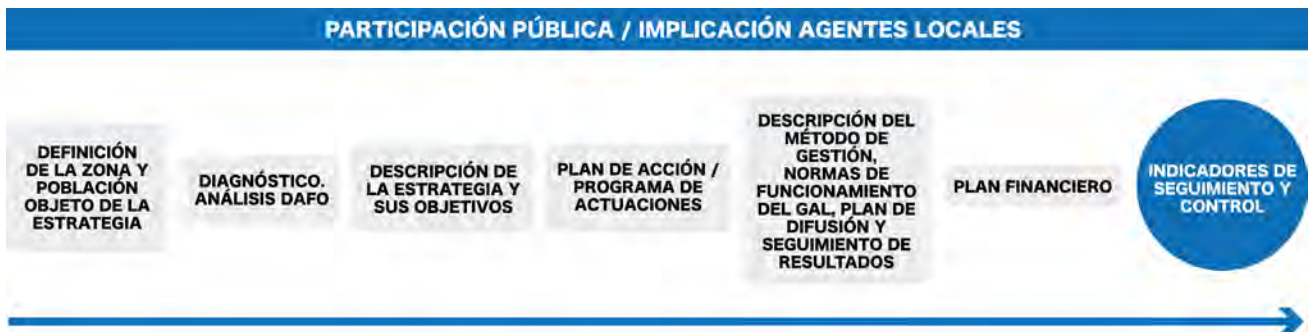 PARTICIPACIÓN PÚBLICA / IMPLICACIÓN AGENTES LOCALES
DEFINICIÓN
DE LA ZONA Y
POBLACIÓN
OBJETO DE LA
ESTRATEGIA
DIAGNÓSTICO.
ANÁLISIS DAFO
DESCRIPCIÓN DE
LA ESTRATEGIA Y
SUS OBJETIVOS
PLAN DE ACCIÓN /
PROGRAMA DE
ACTUACIONES
DESCRIPCIÓN DEL
MÉTODO DE
GESTIÓN,
NORMAS DE
FUNCIONAMIENTO
DEL GAL, PLAN DE
DIFUSIÓN Y
SEGUIMIENTO DE
RESULTADOS
PLAN FINANCIERO
INDICADORES DE
SEGUIMIENTO Y
CONTROL